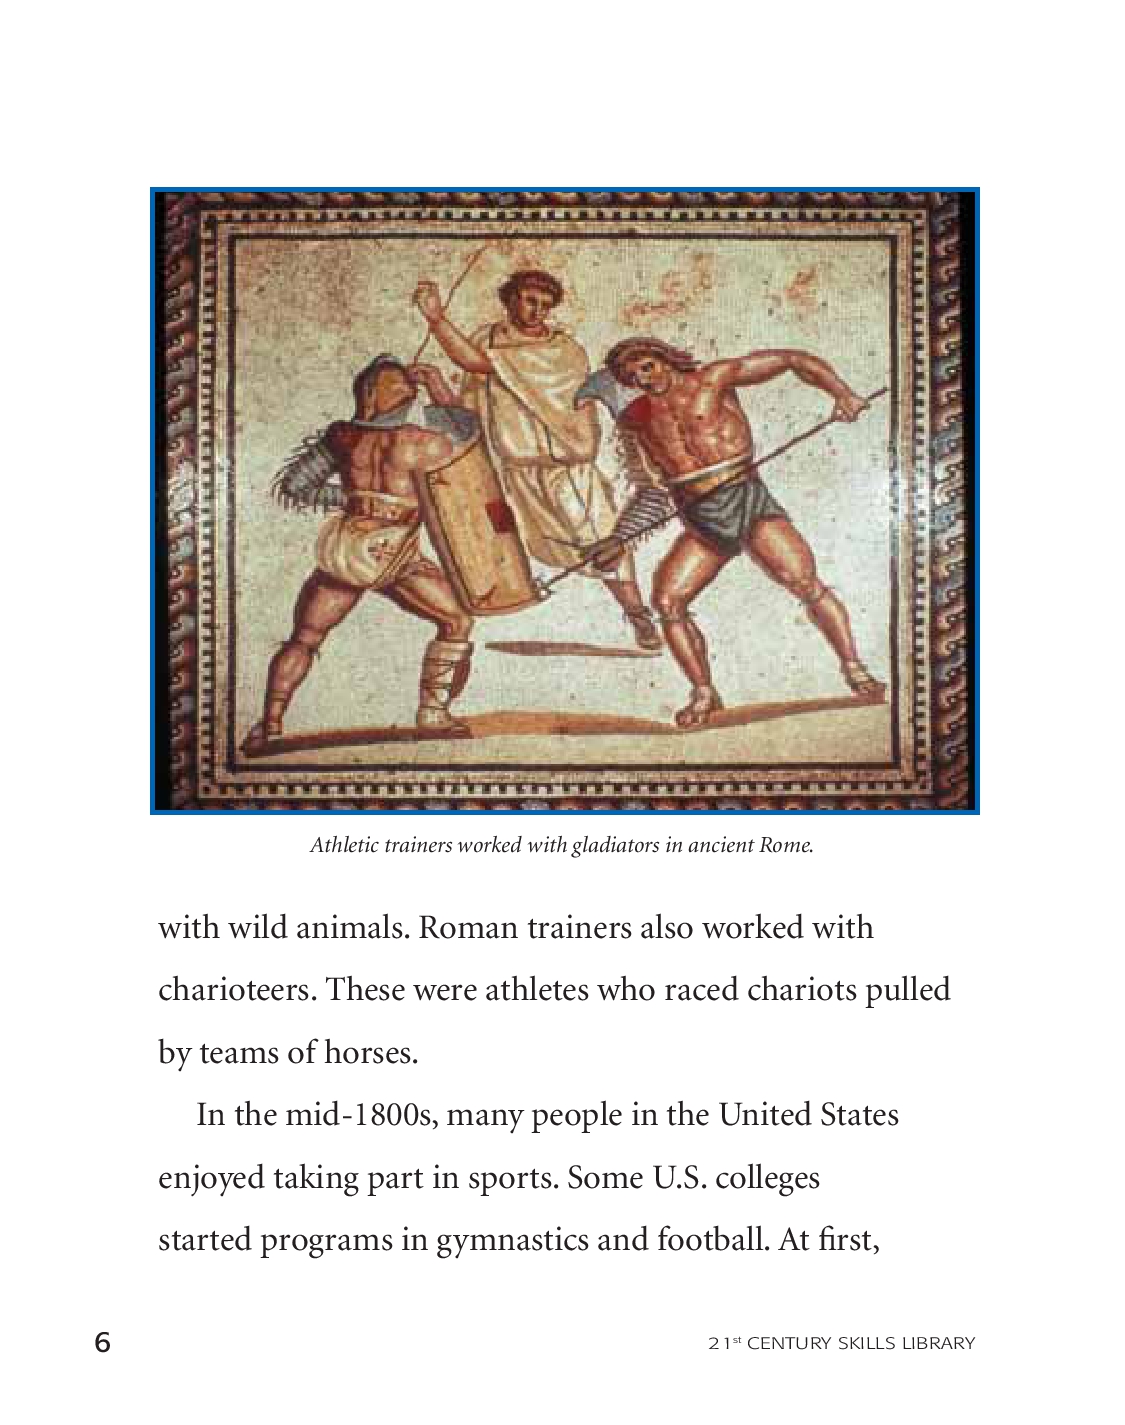 Athletic trainers worked with gladiators in ancient Rome.
with wild animals. Roman trainers also worked with
charioteers. These were athletes who raced chariots pulled
by teams of horses.
In the mid-1800s, many people in the United States
enjoyed taking part in sports. Some U.S. colleges
started programs in gymnastics and football. At first,
6
21st CENTURY SKILLS LIBRARY